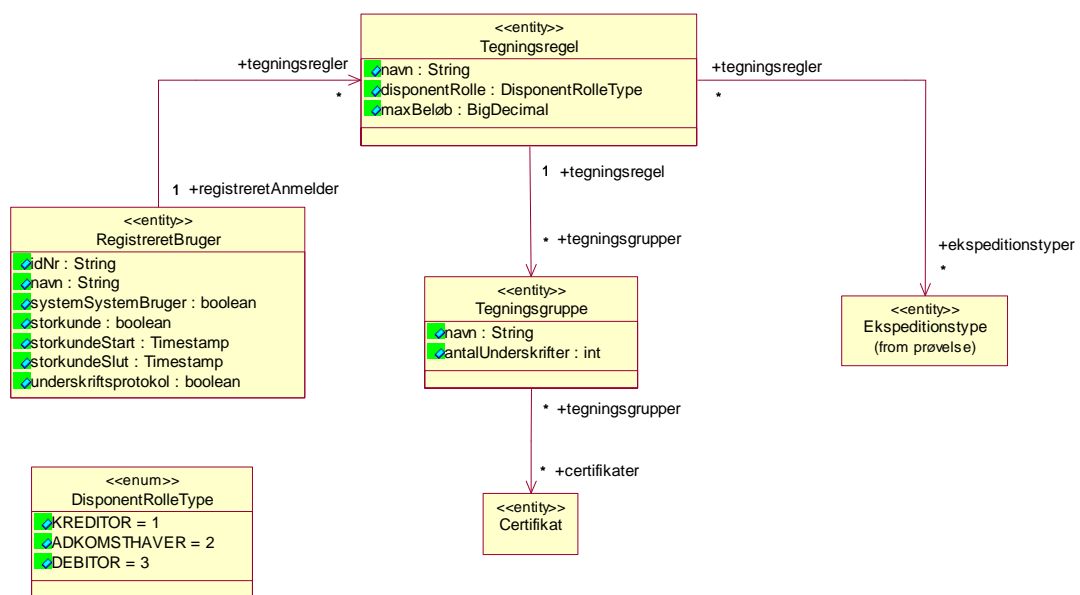 <<entity>>
Tegningsregel
navn : String
disponentRolle : DisponentRolleType
maxBeløb : BigDecimal
+tegningsregler
*
+tegningsregler
*
1 +registreretAnmelder
1 +tegningsregel
<<entity>>
RegistreretBruger
idNr : String
navn : String
systemSystemBruger : boolean
storkunde : boolean
storkundeStart : Timestamp
storkundeSlut : Timestamp
underskriftsprotokol : boolean
* +tegningsgrupper
+ekspeditionstyper
*
<<entity>>
Tegningsgruppe
navn : String
antalUnderskrifter : int
<<entity>>
Ekspeditionstype
(from prøvelse)
* +tegningsgrupper
* +certifikater
<<entity>>
Certifikat
<<enum>>
DisponentRolleType
KREDITOR = 1
ADKOMSTHAVER = 2
DEBITOR = 3